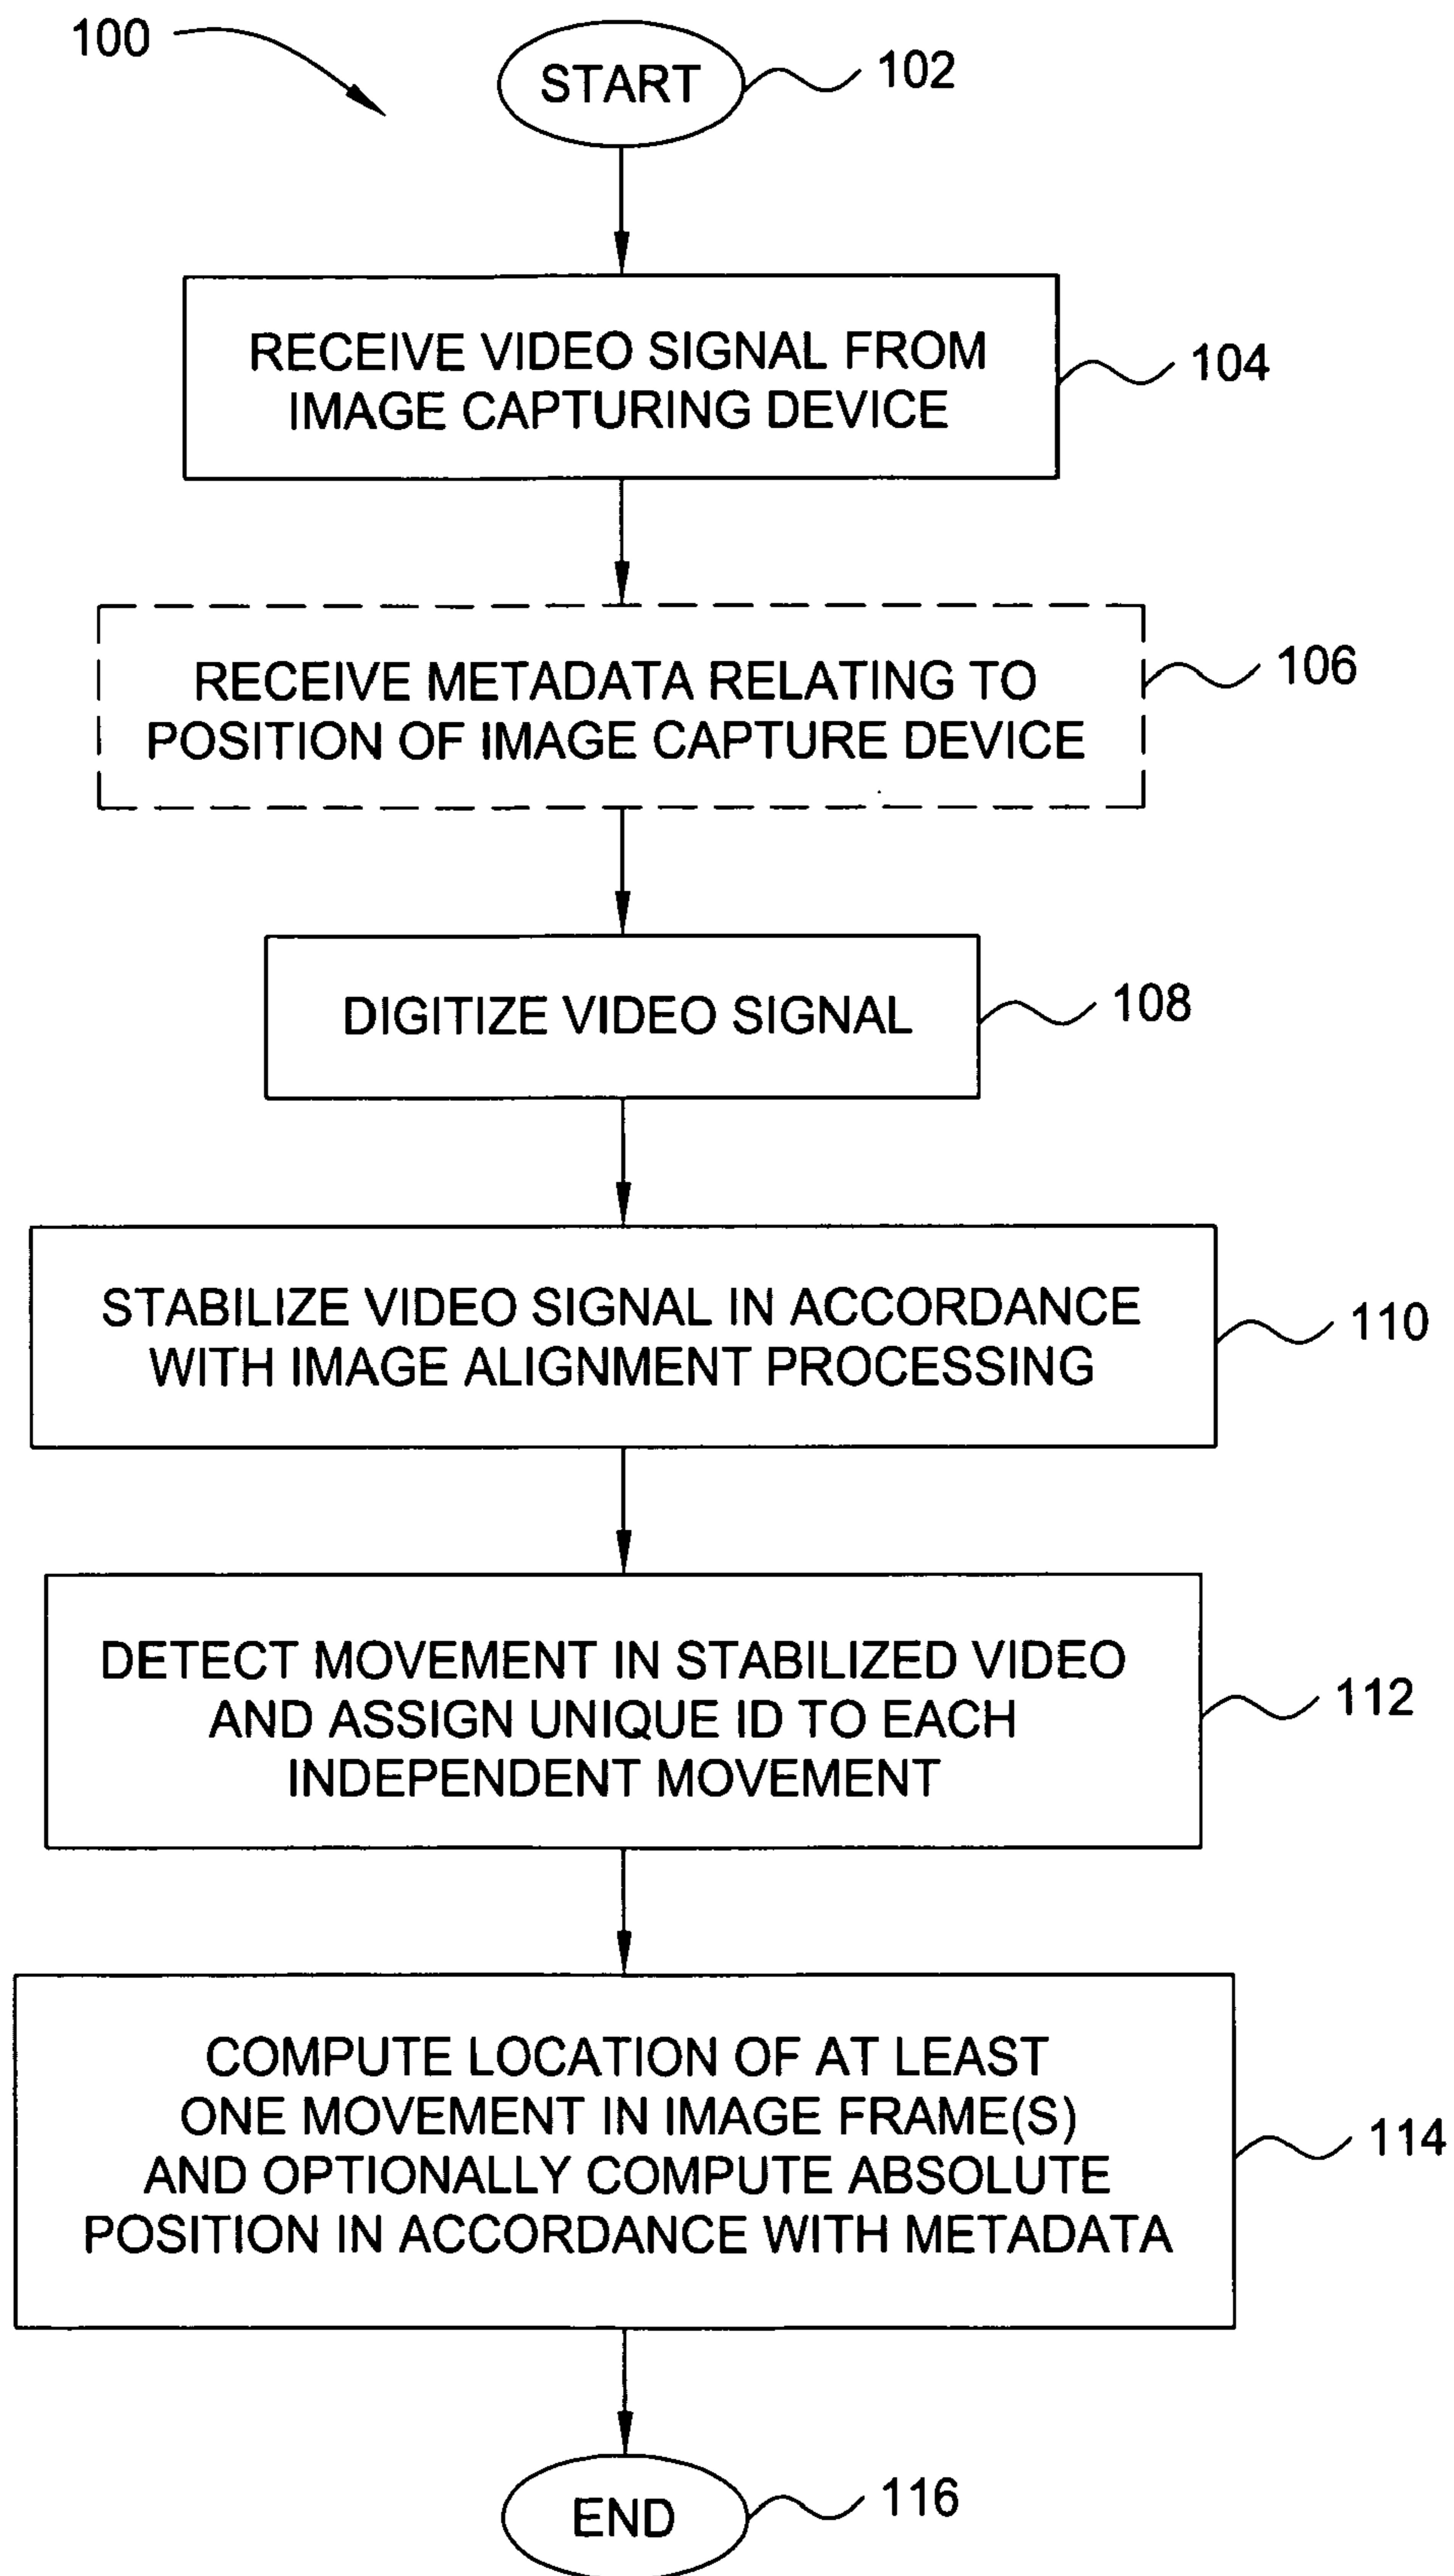 100
START
102
RECEIVE VIDEO SIGNAL FROM
IMAGE CAPTURING DEVICE
104
RECEIVE METADATA RELATING TO
POSITION OF IMAGE CAPTURE DEVICE
106
DIGITIZE VIDEO SIGNAL
108
STABILIZE VIDEO SIGNAL IN ACCORDANCE
WITH IMAGE ALIGNMENT PROCESSING
110
DETECT MOVEMENT IN STABILIZED VIDEO
AND ASSIGN UNIQUE ID TO EACH
INDEPENDENT MOVEMENT
112
COMPUTE LOCATION OF AT LEAST
ONE MOVEMENT IN IMAGE FRAME(S)
AND OPTIONALLY COMPUTE ABSOLUTE
POSITION IN ACCORDANCE WITH METADATA
114
END
116